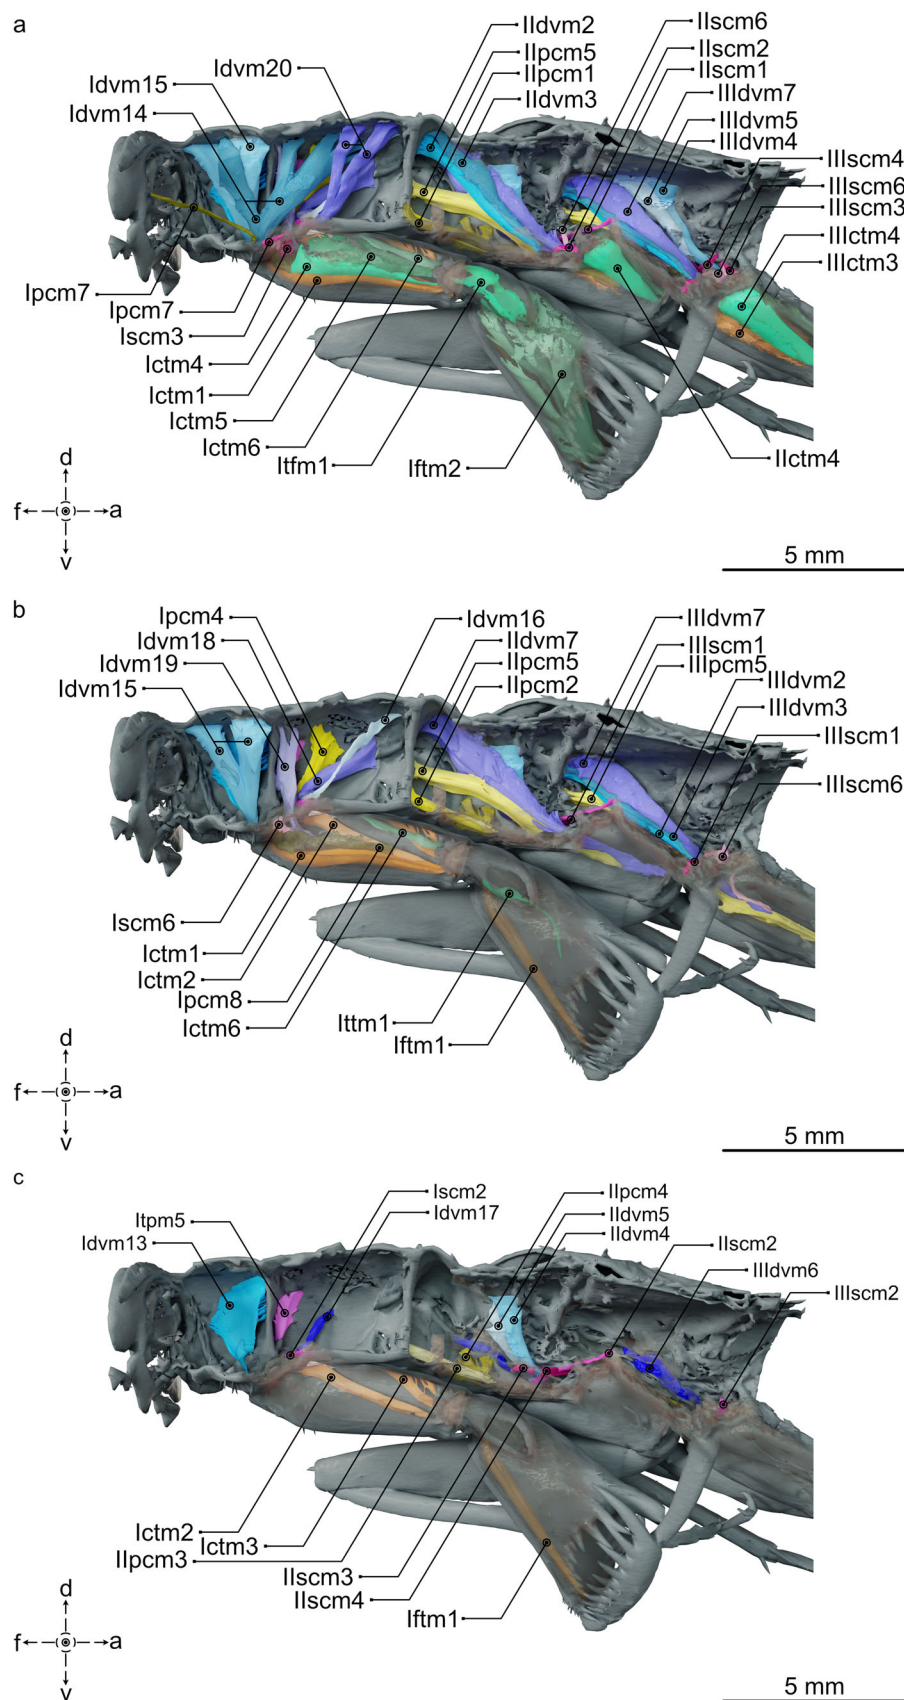 a
IIdvm2
IIpcm5
IIpcm1
IIdvm3
IIscm6
IIscm2
IIscm1
IIIdvm7
IIIdvm5
IIIdvm4
IIIscm4
IIIscm6
IIIscm3
IIIctm4
IIIctm3
Idvm20
Idvm15
Idvm14
Ipcm7
Ipcm7
Iscm3
Ictm4
Ictm1
Ictm5
Ictm6
Itfm1
Iftm2
IIctm4
d
f a
v
5 mm
b
Ipcm4
Idvm18
Idvm19
Idvm15
Idvm16
IIdvm7
IIpcm5
IIpcm2
IIIdvm7
IIIscm1
IIIpcm5
IIIdvm2
IIIdvm3
IIIscm1
IIIscm6
Iscm6
Ictm1
Ictm2
Ipcm8
Ictm6
Ittm1
Iftm1
d
f a
v
5 mm
c
Iscm2
Idvm17
Itpm5
Idvm13
IIpcm4
IIdvm5
IIdvm4
IIscm2
IIIdvm6
IIIscm2
Ictm2
Ictm3
IIpcm3
IIscm3
IIscm4
Iftm1
d
f a
v
5 mm